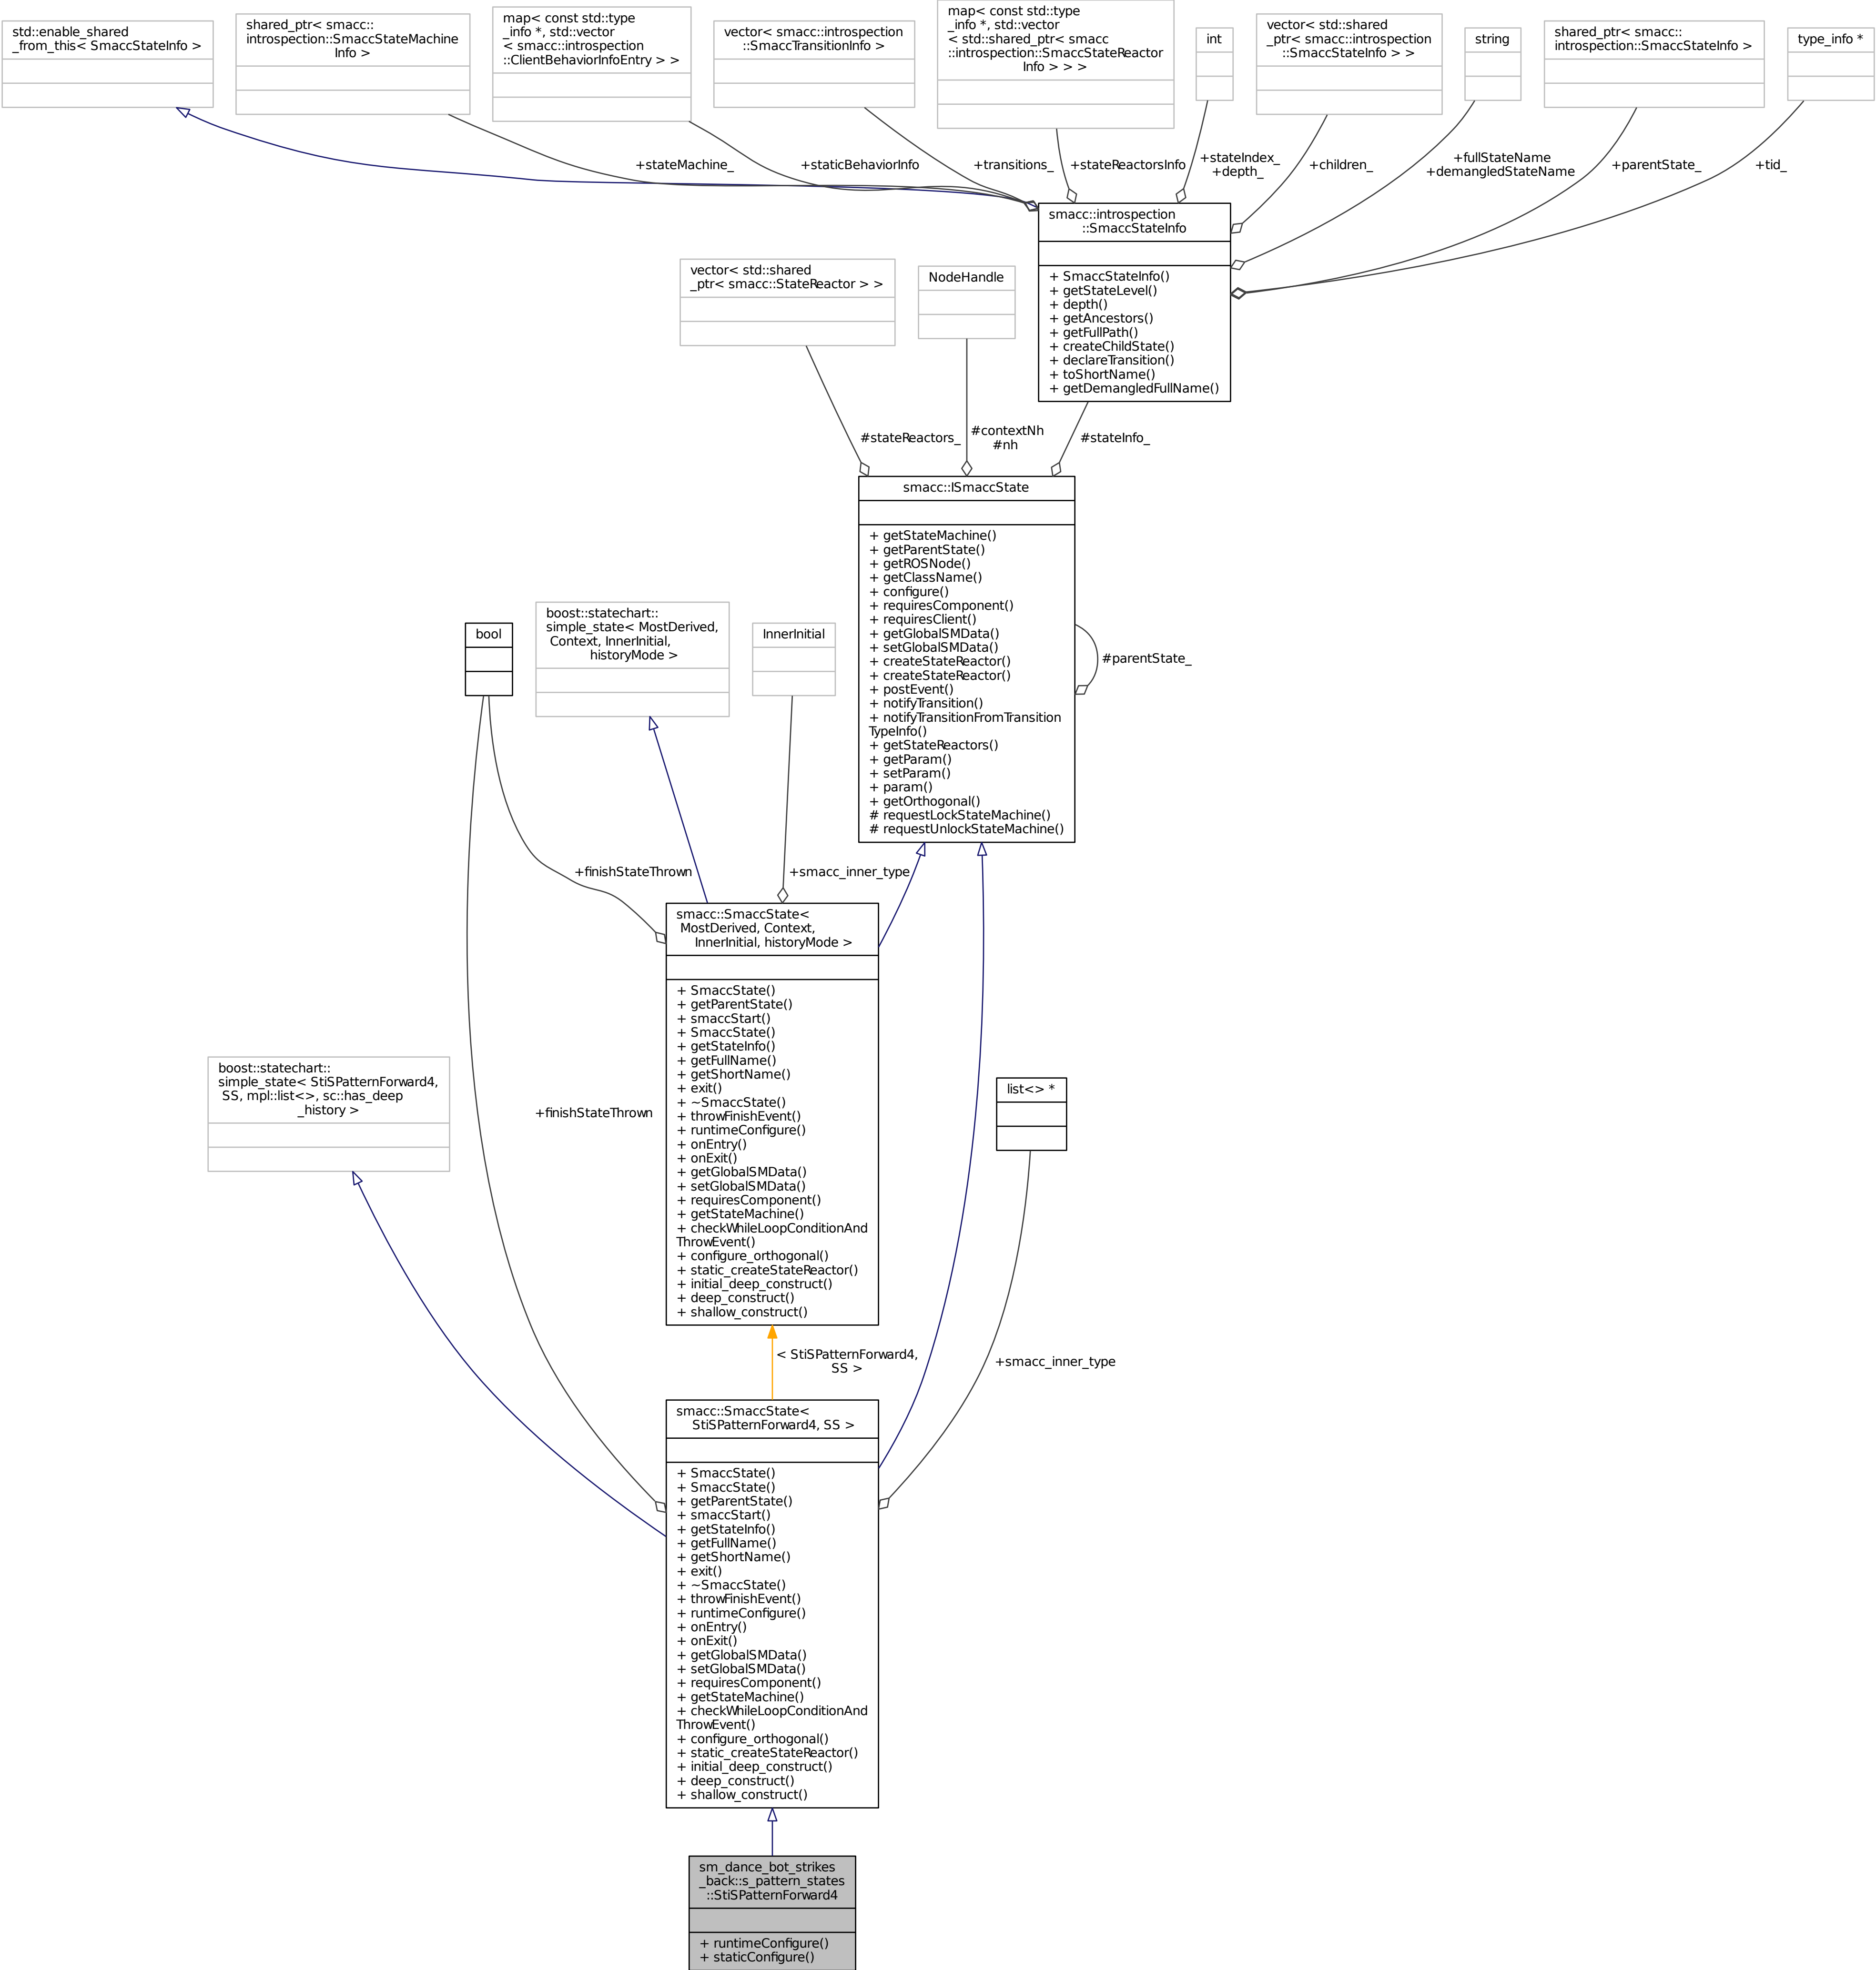 std::enable_shared
_from_this< SmaccStateInfo >
shared_ptr< smacc::
introspection::SmaccStateMachine
Info >
map< const std::type
_info *, std::vector
< smacc::introspection
::ClientBehaviorInfoEntry > >
vector< smacc::introspection
::SmaccTransitionInfo >
map< const std::type
_info *, std::vector
< std::shared_ptr< smacc
::introspection::SmaccStateReactor
Info > > >
int
vector< std::shared
_ptr< smacc::introspection
::SmaccStateInfo > >
string
shared_ptr< smacc::
introspection::SmaccStateInfo >
type_info *
+stateMachine_
+staticBehaviorInfo
+transitions_
+stateReactorsInfo
+stateIndex_
+depth_
+children_
+fullStateName
+demangledStateName
+parentState_
+tid_
smacc::introspection
::SmaccStateInfo
+ SmaccStateInfo()
+ getStateLevel()
+ depth()
+ getAncestors()
+ getFullPath()
+ createChildState()
+ declareTransition()
+ toShortName()
+ getDemangledFullName()
vector< std::shared
_ptr< smacc::StateReactor > >
NodeHandle
#stateReactors_
#contextNh
#nh
#stateInfo_
smacc::ISmaccState
+ getStateMachine()
+ getParentState()
+ getROSNode()
+ getClassName()
+ configure()
+ requiresComponent()
+ requiresClient()
+ getGlobalSMData()
+ setGlobalSMData()
+ createStateReactor()
+ createStateReactor()
+ postEvent()
+ notifyTransition()
+ notifyTransitionFromTransition
TypeInfo()
+ getStateReactors()
+ getParam()
+ setParam()
+ param()
+ getOrthogonal()
# requestLockStateMachine()
# requestUnlockStateMachine()
#parentState_
bool
boost::statechart::
simple_state< MostDerived,
Context, InnerInitial,
historyMode >
InnerInitial
+finishStateThrown
+smacc_inner_type
smacc::SmaccState<
MostDerived, Context,
InnerInitial, historyMode >
+ SmaccState()
+ getParentState()
+ smaccStart()
+ SmaccState()
+ getStateInfo()
+ getFullName()
+ getShortName()
+ exit()
+ ~SmaccState()
+ throwFinishEvent()
+ runtimeConfigure()
+ onEntry()
+ onExit()
+ getGlobalSMData()
+ setGlobalSMData()
+ requiresComponent()
+ getStateMachine()
+ checkWhileLoopConditionAnd
ThrowEvent()
+ configure_orthogonal()
+ static_createStateReactor()
+ initial_deep_construct()
+ deep_construct()
+ shallow_construct()
boost::statechart::
simple_state< StiSPatternForward4,
SS, mpl::list<>, sc::has_deep
_history >
+finishStateThrown
list<> *
< StiSPatternForward4,
SS >
+smacc_inner_type
smacc::SmaccState<
StiSPatternForward4, SS >
+ SmaccState()
+ SmaccState()
+ getParentState()
+ smaccStart()
+ getStateInfo()
+ getFullName()
+ getShortName()
+ exit()
+ ~SmaccState()
+ throwFinishEvent()
+ runtimeConfigure()
+ onEntry()
+ onExit()
+ getGlobalSMData()
+ setGlobalSMData()
+ requiresComponent()
+ getStateMachine()
+ checkWhileLoopConditionAnd
ThrowEvent()
+ configure_orthogonal()
+ static_createStateReactor()
+ initial_deep_construct()
+ deep_construct()
+ shallow_construct()
sm_dance_bot_strikes
_back::s_pattern_states
::StiSPatternForward4
+ runtimeConfigure()
+ staticConfigure()